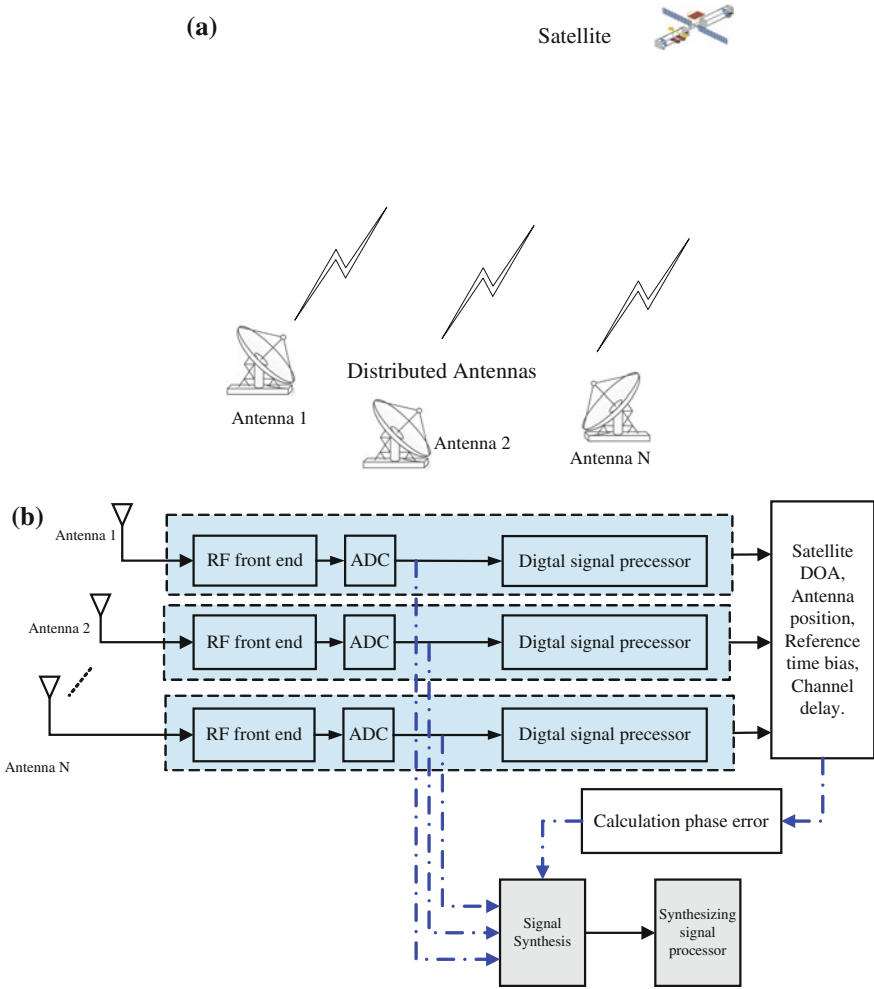 (a)
Satellite
Distributed Antennas
Antenna 1
Antenna 2
Antenna N
(b)
Antenna 1
RF front end
ADC
Digtal signal precessor
Antenna 2
RF front end
ADC
Digtal signal precessor
Antenna N
RF front end
ADC
Digtal signal precessor
Satellite
DOA,
Antenna
position,
Reference
time bias,
Channel
delay.
Calculation phase error
Signal
Synthesis
Synthesizing
signal
processor